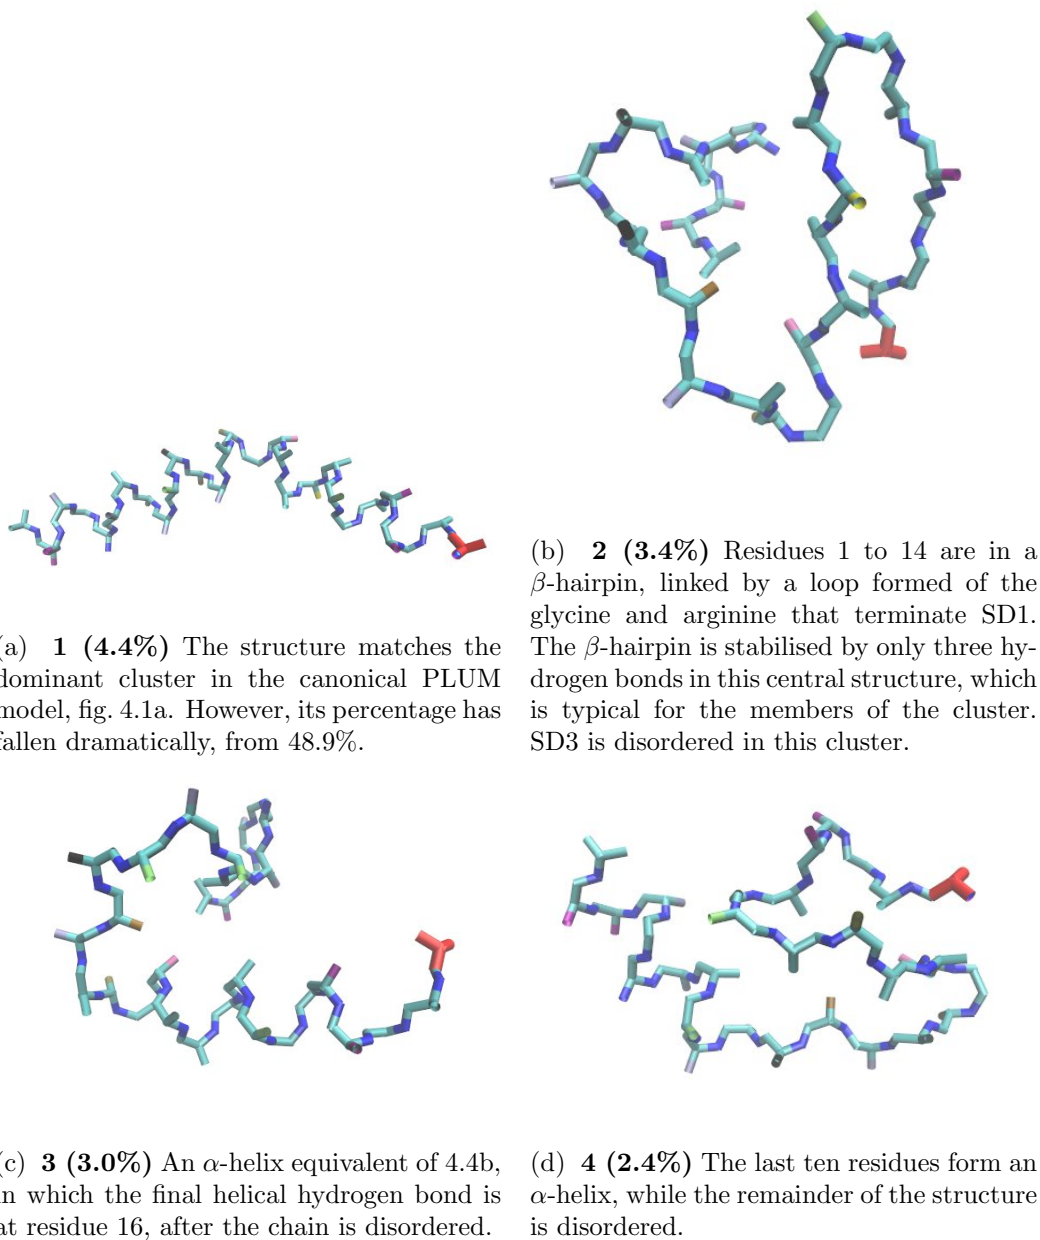 (a) 1 (4.4%) The structure matches the
dominant cluster in the canonical PLUM
model, fig. 4.1a. However, its percentage has
fallen dramatically, from 48.9%.
(b) 2 (3.4%) Residues 1 to 14 are in a
β-hairpin, linked by a loop formed of the
glycine and arginine that terminate SD1.
The β-hairpin is stabilised by only three hy-
drogen bonds in this central structure, which
is typical for the members of the cluster.
SD3 is disordered in this cluster.
(c) 3 (3.0%) An α-helix equivalent of 4.4b,
in which the final helical hydrogen bond is
at residue 16, after the chain is disordered.
(d) 4 (2.4%) The last ten residues form an
α-helix, while the remainder of the structure
is disordered.